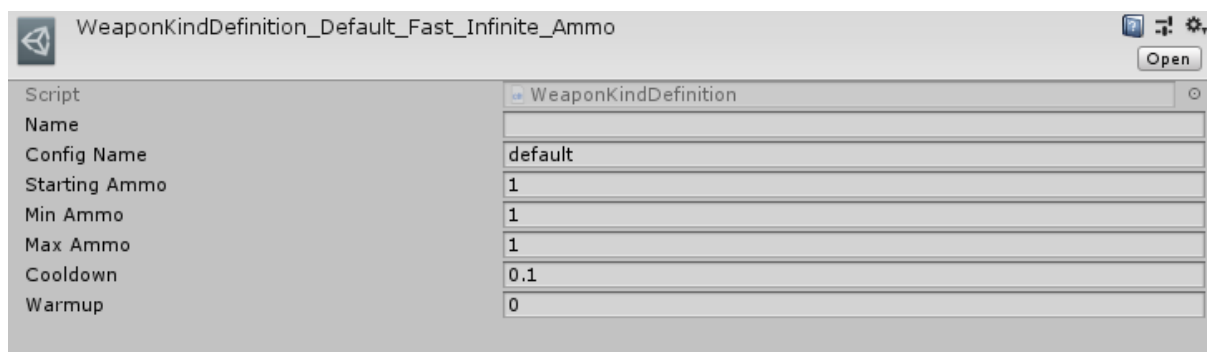 WeaponKindDefinition_Default_Fast_Infinite_Ammo
Open
Script WeaponKindDefinition
Name
Config Name default
Starting Ammo 1
Min Ammo 1
Max Ammo 1
Cooldown 0.1
Warmup 0